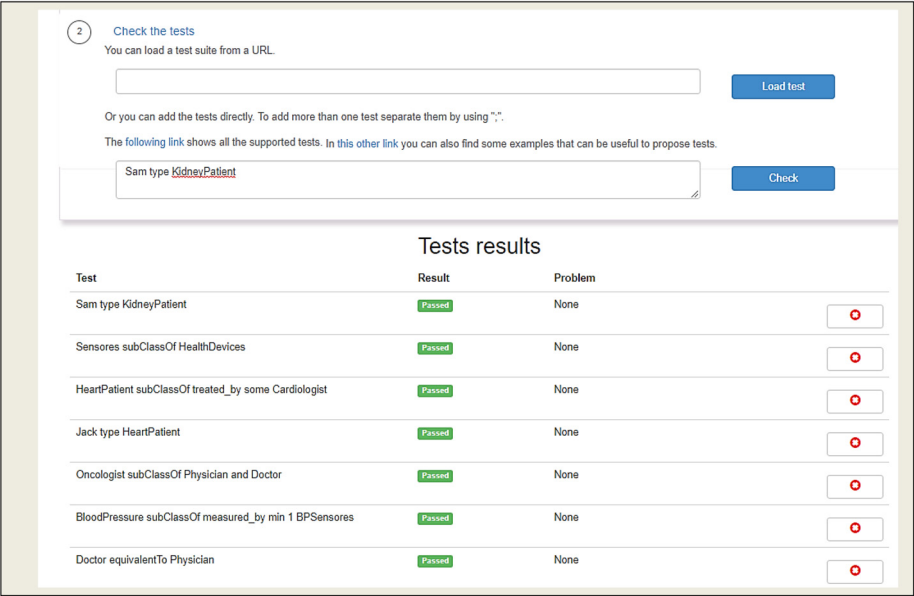 2
Check the tests
You can load a test suite from a URL.
Load test
Or you can add the tests directly. To add more than one test separate them by using ";".
The following link shows all the supported tests. In this other link you can also find some examples that can be useful to propose tests.
Sam type KidneyPatient
Check
Tests results
Test Result Problem
Sam type KidneyPatient Passed None
Sensores subClassOf HealthDevices Passed None
HeartPatient subClassOf treated_by some Cardiologist Passed None
Jack type HeartPatient Passed None
Oncologist subClassOf Physician and Doctor Passed None
BloodPressure subClassOf measured_by min 1 BPSensores Passed None
Doctor equivalentTo Physician Passed None